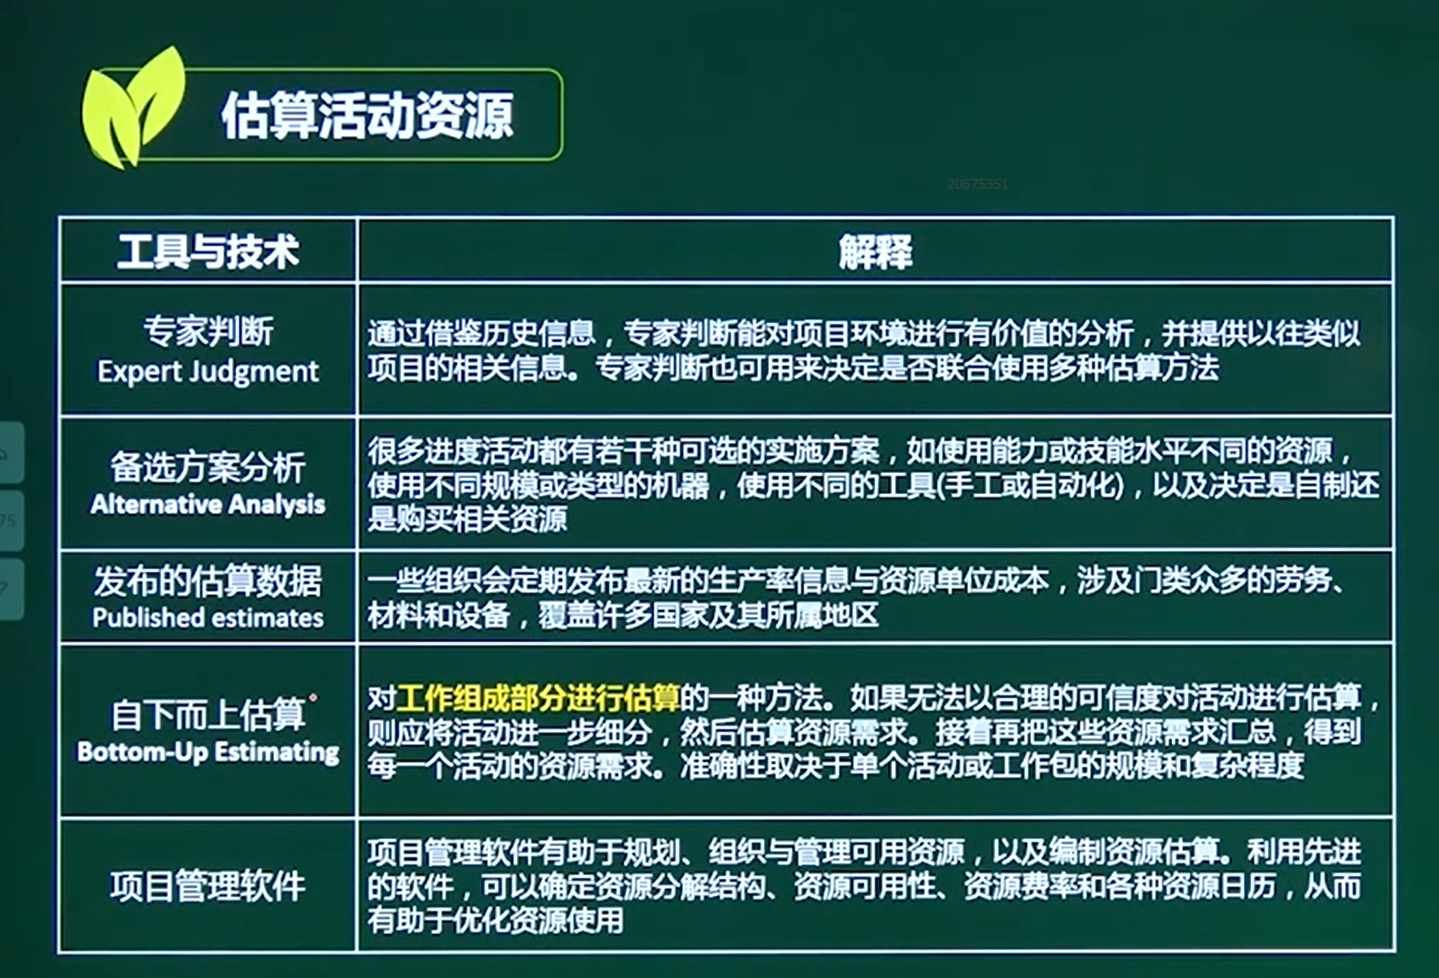 估算活动资源
20675351
工具与技术
解释
专家判断
Expert Judgment
通过借鉴历史信息，专家判断能对项目环境进行有价值的分析，并提供以往类似
项目的相关信息。专家判断也可用来决定是否联合使用多种估算方法
备选方案分析
Alternative Analysis
很多进度活动都有若干种可选的实施方案，如使用能力或技能水平不同的资源，
使用不同规模或类型的机器，使用不同的工具(手工或自动化)，以及决定是自制还
是购买相关资源
发布的估算数据
Published estimates
一些组织会定期发布最新的生产率信息与资源单位成本，涉及门类众多的劳务、
材料和设备，覆盖许多国家及其所属地区
自下而上估算
Bottom-Up Estimating
对工作组成部分进行估算的一种方法。如果无法以合理的可信度对活动进行估算，
则应将活动进一步细分，然后估算资源需求。接着再把这些资源需求汇总，得到
每一个活动的资源需求。准确性取决于单个活动或工作包的规模和复杂程度
项目管理软件
项目管理软件有助于规划、组织与管理可用资源，以及编制资源估算。利用先进
的软件，可以确定资源分解结构、资源可用性、资源费率和各种资源日历，从而
有助于优化资源使用